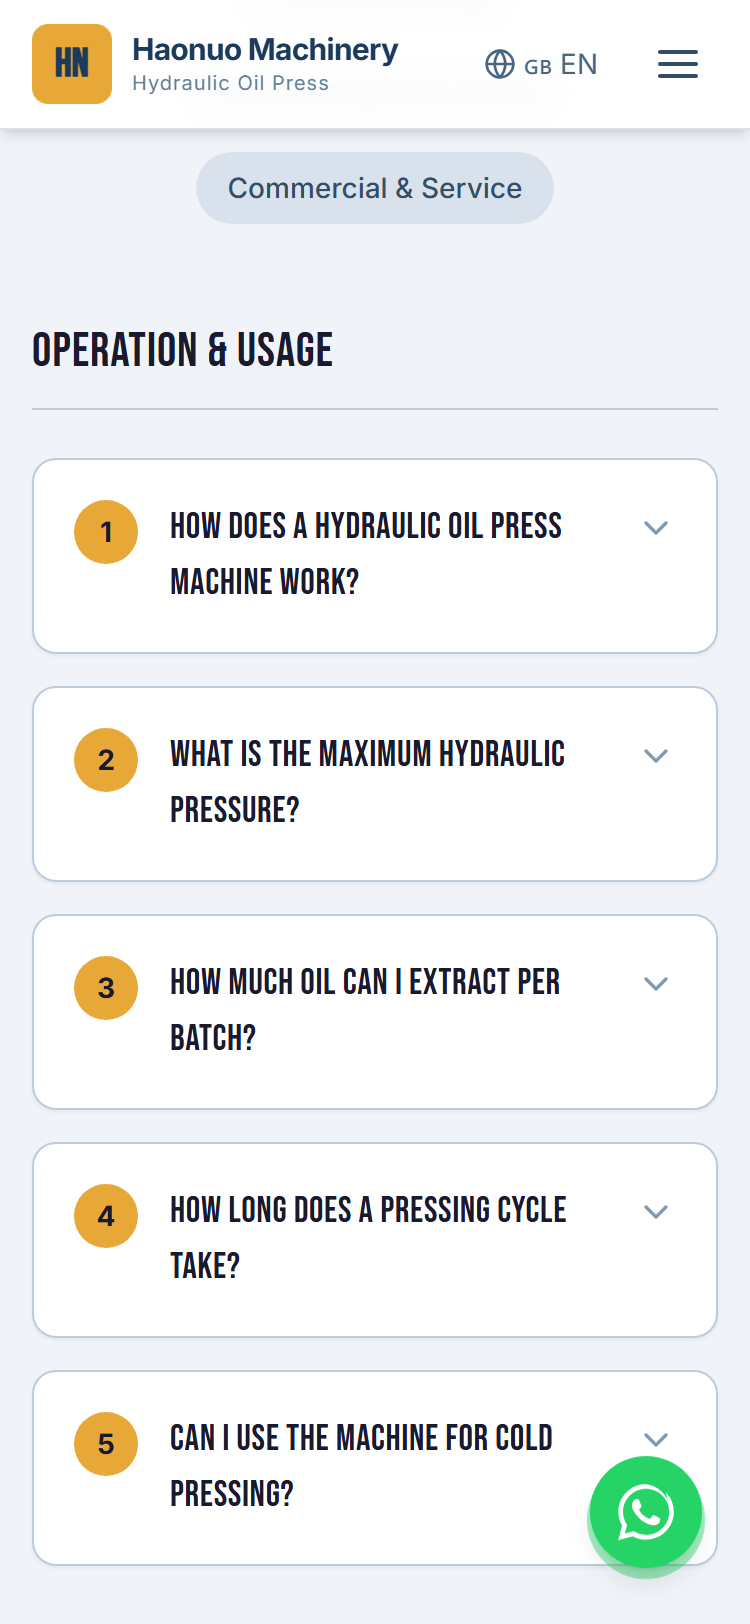 HN
Haonuo Machinery
Hydraulic Oil Press
GB EN
Commercial & Service
OPERATION & USAGE
1
HOW DOES A HYDRAULIC OIL PRESS
MACHINE WORK?
2
WHAT IS THE MAXIMUM HYDRAULIC
PRESSURE?
3
HOW MUCH OIL CAN I EXTRACT PER
BATCH?
4
HOW LONG DOES A PRESSING CYCLE
TAKE?
5
CAN I USE THE MACHINE FOR COLD
PRESSING?